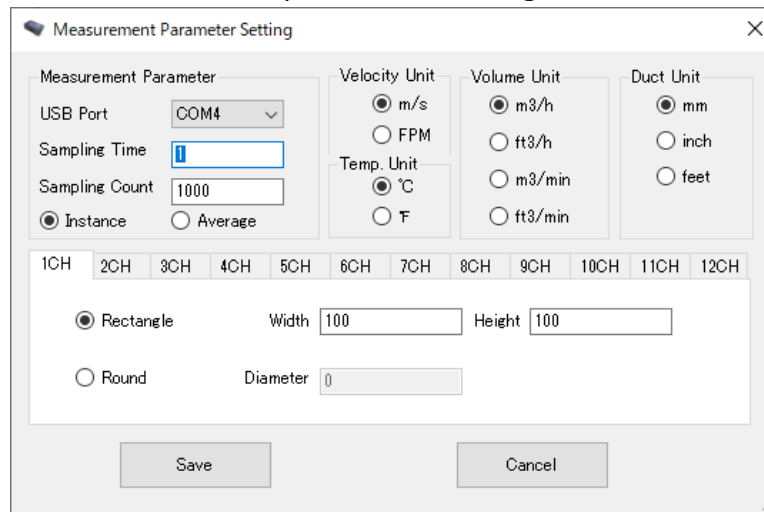 Measurement Parameter Setting
Measurement Parameter
USB Port COM4
Sampling Time 1
Sampling Count 1000
Instance Average
Velocity Unit
m/s
FPM
Temp. Unit
℃
℉
Volume Unit
m3/h
ft3/h
m3/min
ft3/min
Duct Unit
mm
inch
feet
1CH 2CH 3CH 4CH 5CH 6CH 7CH 8CH 9CH 10CH 11CH 12CH
Rectangle Width 100 Height 100
Round Diameter 0
Save Cancel